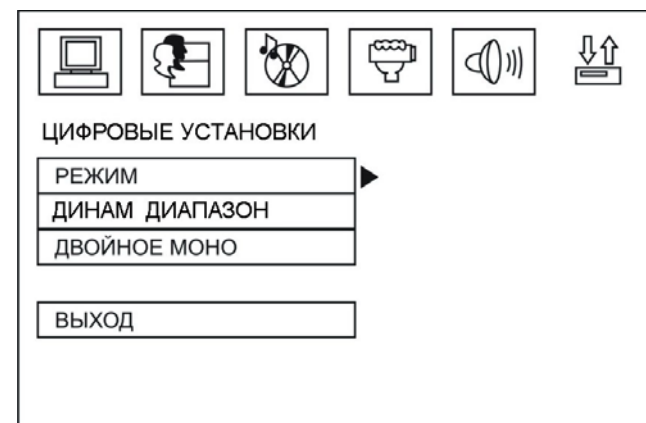 ЦИФРОВЫЕ УСТАНОВКИ
РЕЖИМ
ДИНАМ ДИАПАЗОН
ДВОЙНОЕ МОНО
ВЫХОД